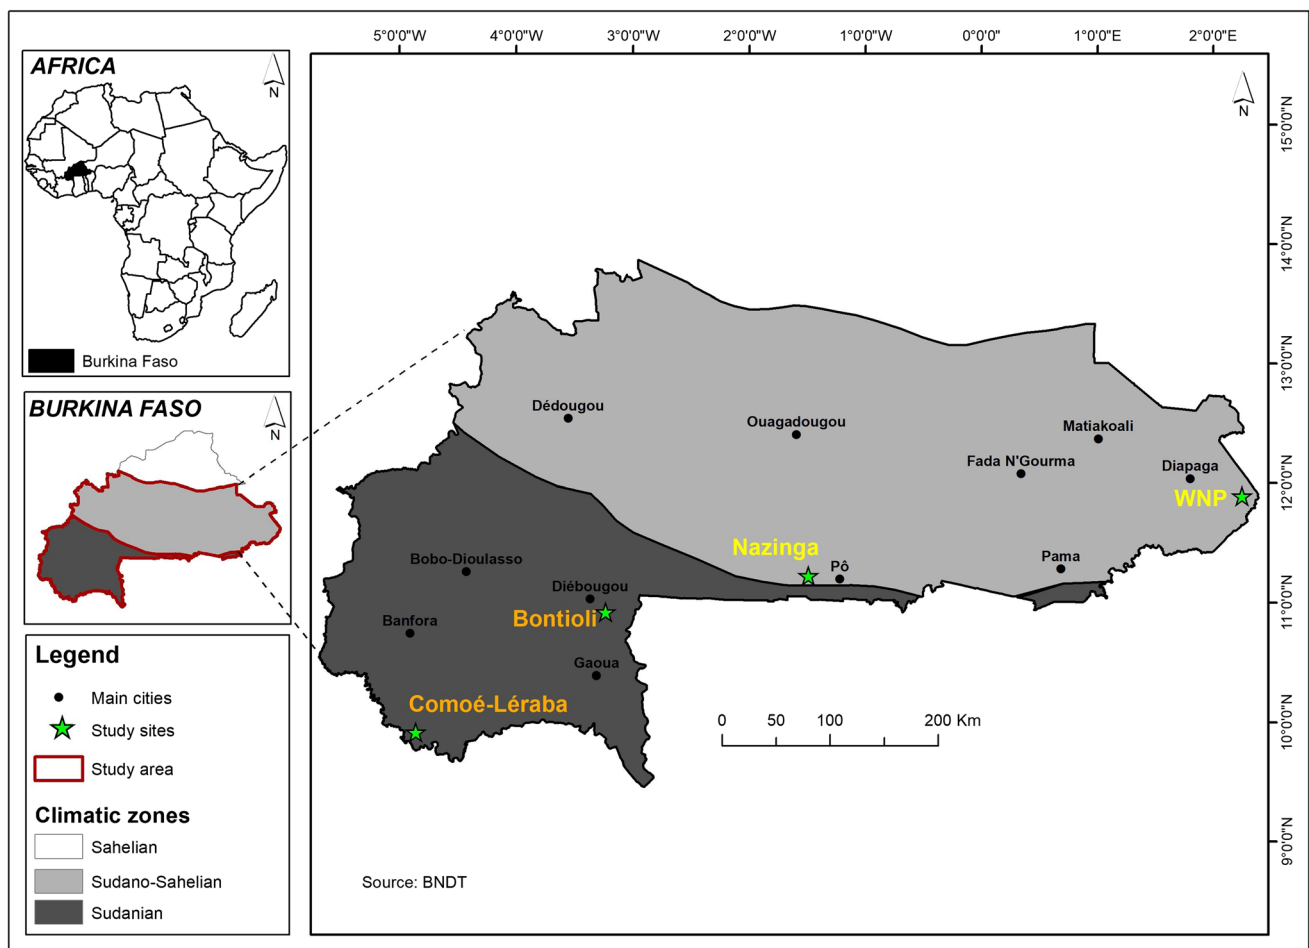 AFRICA
N
Burkina Faso
BURKINA FASO
N
Legend
Main cities
Study sites
Study area
Climatic zones
Sahelian
Sudano-Sahelian
Sudanian
5°0'0"W 4°0'0"W 3°0'0"W 2°0'0"W 1°0'0"W 0°0'0" 1°0'0"E 2°0'0"E
N
15°0'0"N
14°0'0"N
13°0'0"N
12°0'0"N
11°0'0"N
10°0'0"N
9°0'0"N
Dédougou
Ouagadougou
Matiakoali
Fada N'Gourma
Diapaga
WNP
Nazinga
Pô
Pama
Bobo-Dioulasso
Diébougou
Bontioli
Banfora
Gaoua
Comoé-Léraba
0 50 100 200 Km
Source: BNDT